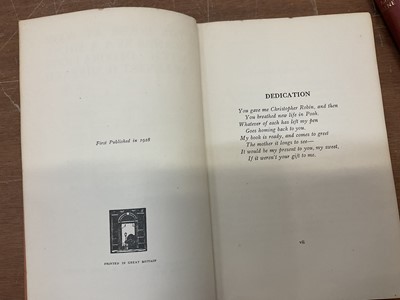 First Published in 1928
PRINTED IN GREAT BRITAIN
DEDICATION
You gave me Christopher Robin, and then
You breathed new life in Pooh.
Whatever of each has left my pen
Goes homing back to you.
My book is ready, and comes to greet
The mother it longs to see—
It would be my present to you, my sweet,
If it weren't your gift to me.
vii